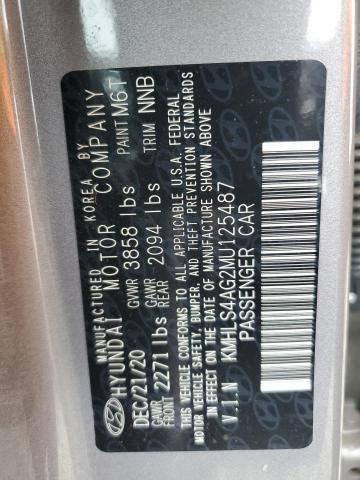 MANUFACTURED IN KOREA BY
HYUNDAI MOTOR COMPANY
DEC/21/20 GVWR 3858 lbs PAINT M6T
GAWR FRONT 2271 lbs GAWR REAR 2094 lbs TRIM NNB
THIS VEHICLE CONFORMS TO ALL APPLICABLE U.S.A. FEDERAL
MOTOR VEHICLE SAFETY, BUMPER, AND THEFT PREVENTION STANDARDS
IN EFFECT ON THE DATE OF MANUFACTURE SHOWN ABOVE
V.I.N KMHLS4AG2MU125487
PASSENGER CAR